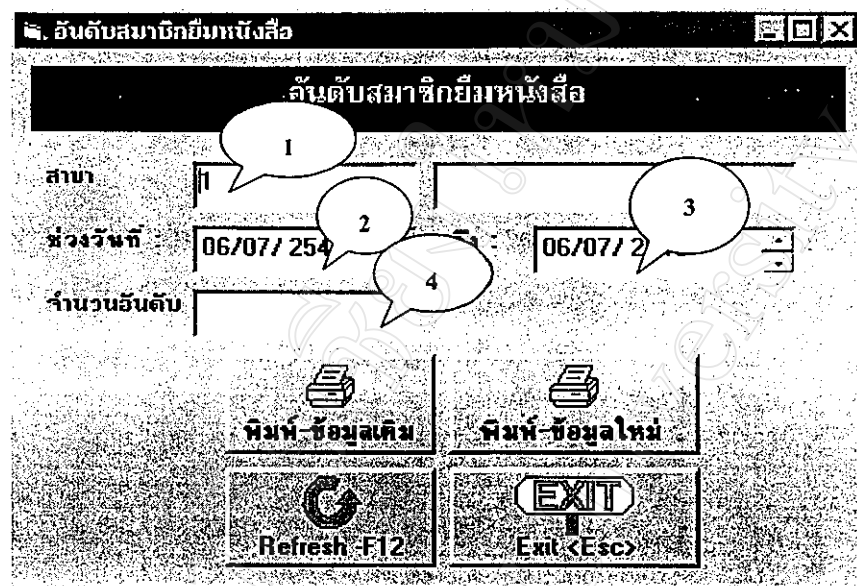 อันดับสมาชิกยืมหนังสือ
อันดับสมาชิกยืมหนังสือ
1
สาขา
3
2
ช่วงวันที่ : 06/07/ 254 ถึง : 06/07/ 2
4
จำนวนอันดับ
พิมพ์-ข้อมูลเดิม พิมพ์-ข้อมูลใหม่
EXIT
Refresh -F12 Exit <Esc>